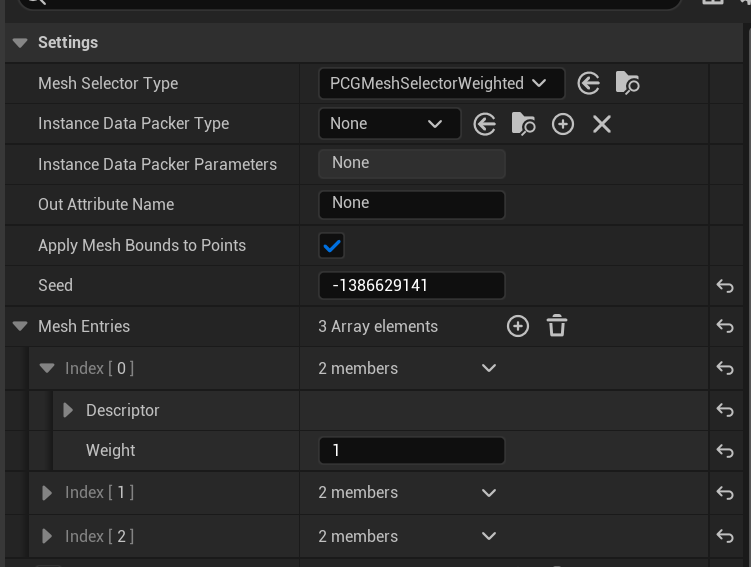 Settings
Mesh Selector Type PCGMeshSelectorWeighted
Instance Data Packer Type None
Instance Data Packer Parameters None
Out Attribute Name None
Apply Mesh Bounds to Points
Seed -1386629141
Mesh Entries 3 Array elements
Index [ 0 ] 2 members
Descriptor
Weight 1
Index [ 1 ] 2 members
Index [ 2 ] 2 members